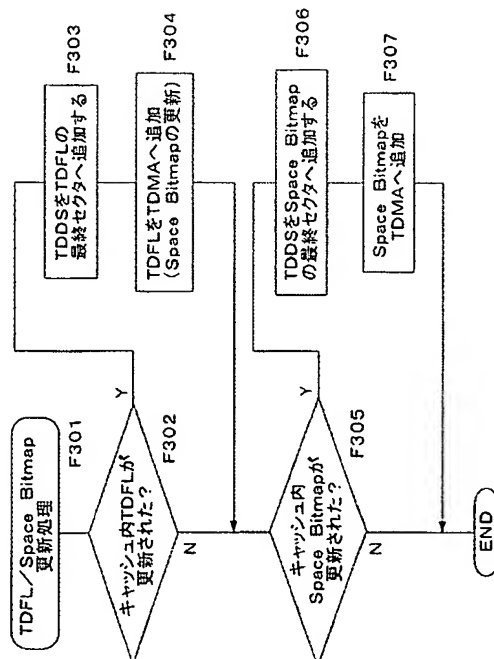 TDFL／Space Bitmap
更新処理
F301
キャッシュ内TDFLが
更新された？
F302
Y
N
TDDSをTDFLの
最終セクタへ追加する
F303
TDFLをTDMAへ追加
(Space Bitmapの更新)
F304
キャッシュ内
Space Bitmapが
更新された？
F305
Y
N
TDDSをSpace Bitmap
の最終セクタへ追加する
F306
Space Bitmapを
TDMAへ追加
F307
END